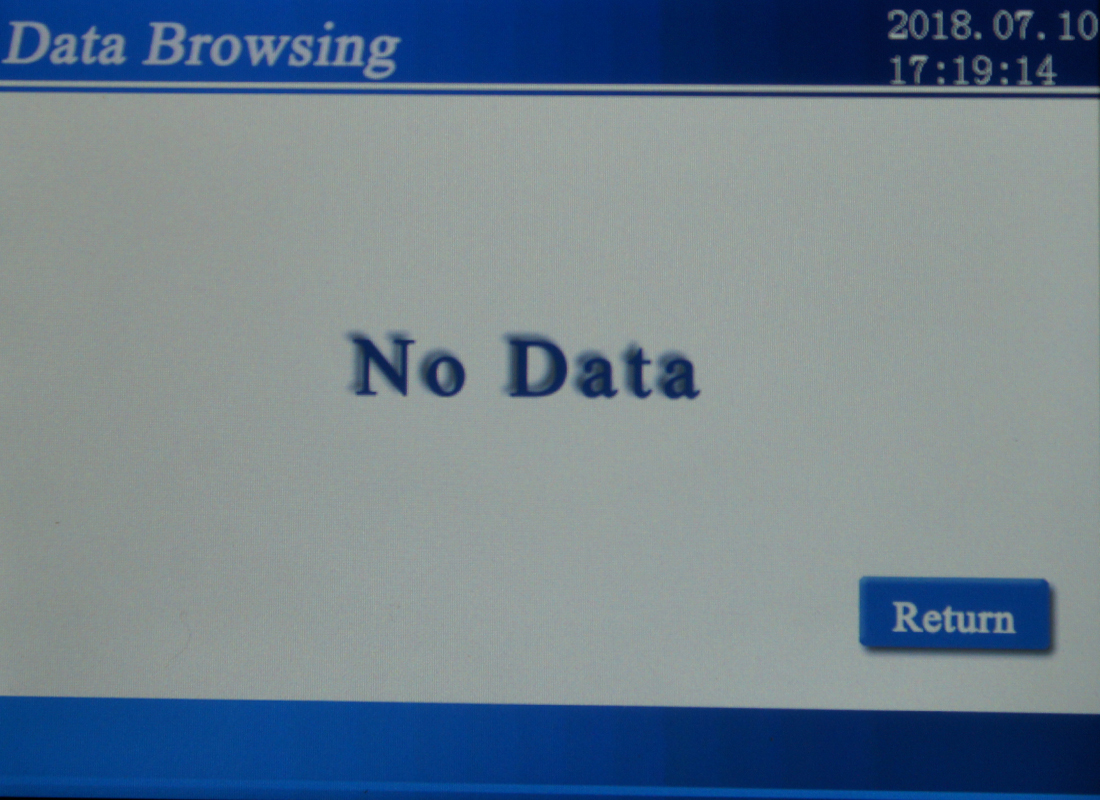 Data Browsing
2018.07.10
17:19:14
No Data
Return